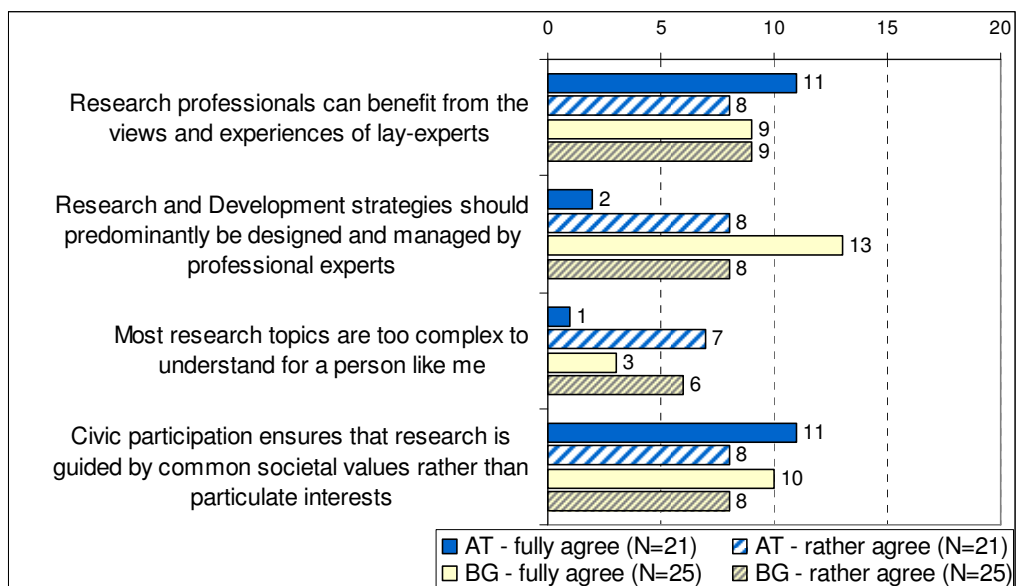 0 5 10 15 20
Research professionals can benefit from the
views and experiences of lay-experts
11
8
9
9
Research and Development strategies should
predominantly be designed and managed by
professional experts
2
8
13
8
Most research topics are too complex to
understand for a person like me
1
7
3
6
Civic participation ensures that research is
guided by common societal values rather than
particulate interests
11
8
10
8
AT - fully agree (N=21) AT - rather agree (N=21)
BG - fully agree (N=25) BG - rather agree (N=25)